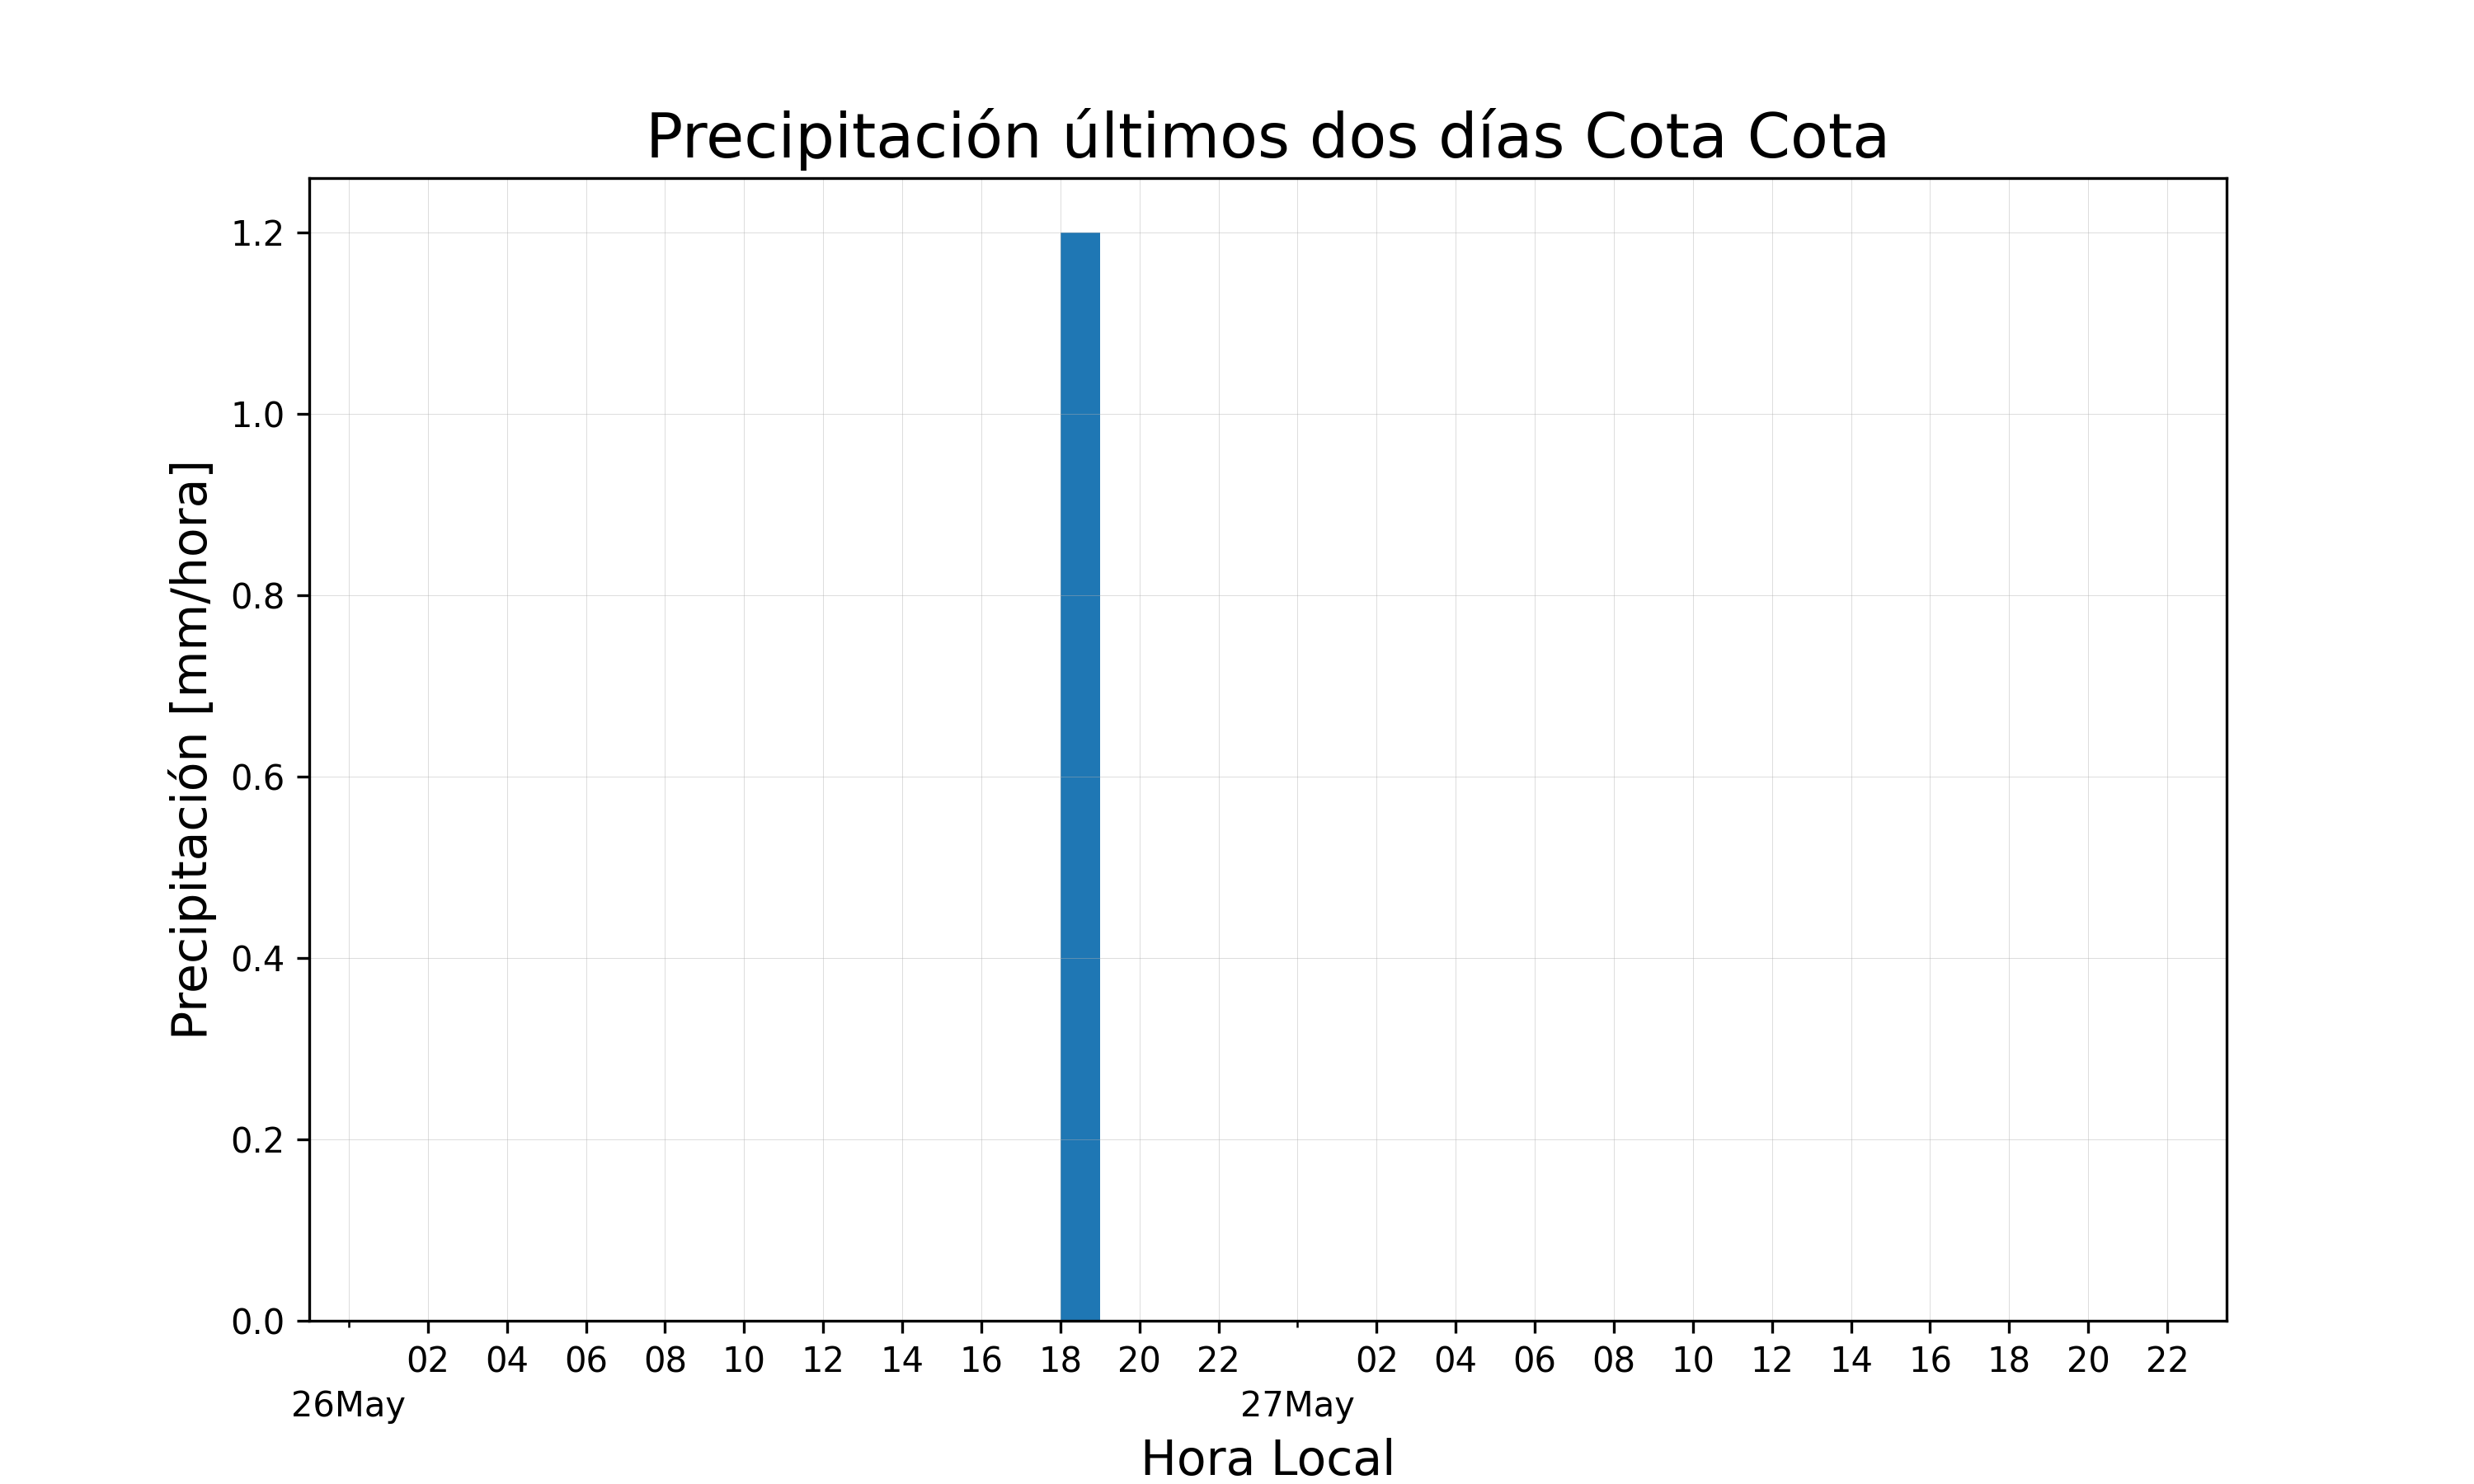 Precipitación últimos dos días Cota Cota
Precipitación [mm/hora]
1.2
1.0
0.8
0.6
0.4
0.2
0.0
02 04 06 08 10 12 14 16 18 20 22 02 04 06 08 10 12 14 16 18 20 22
26May 27May
Hora Local